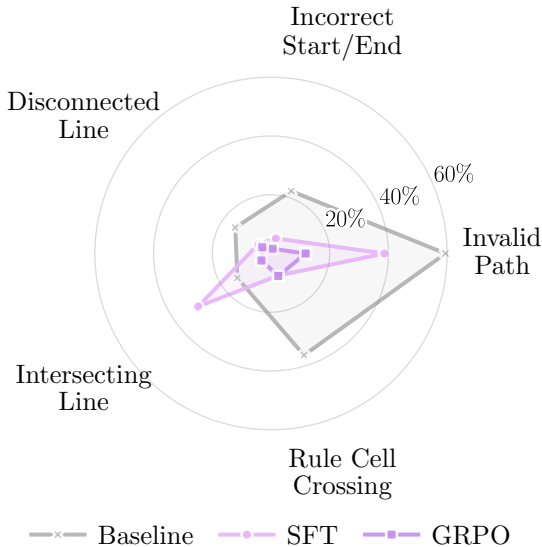 Incorrect
Start/End
Disconnected
Line
60%
40%
20%
Invalid
Path
Intersecting
Line
Rule Cell
Crossing
Baseline
SFT
GRPO